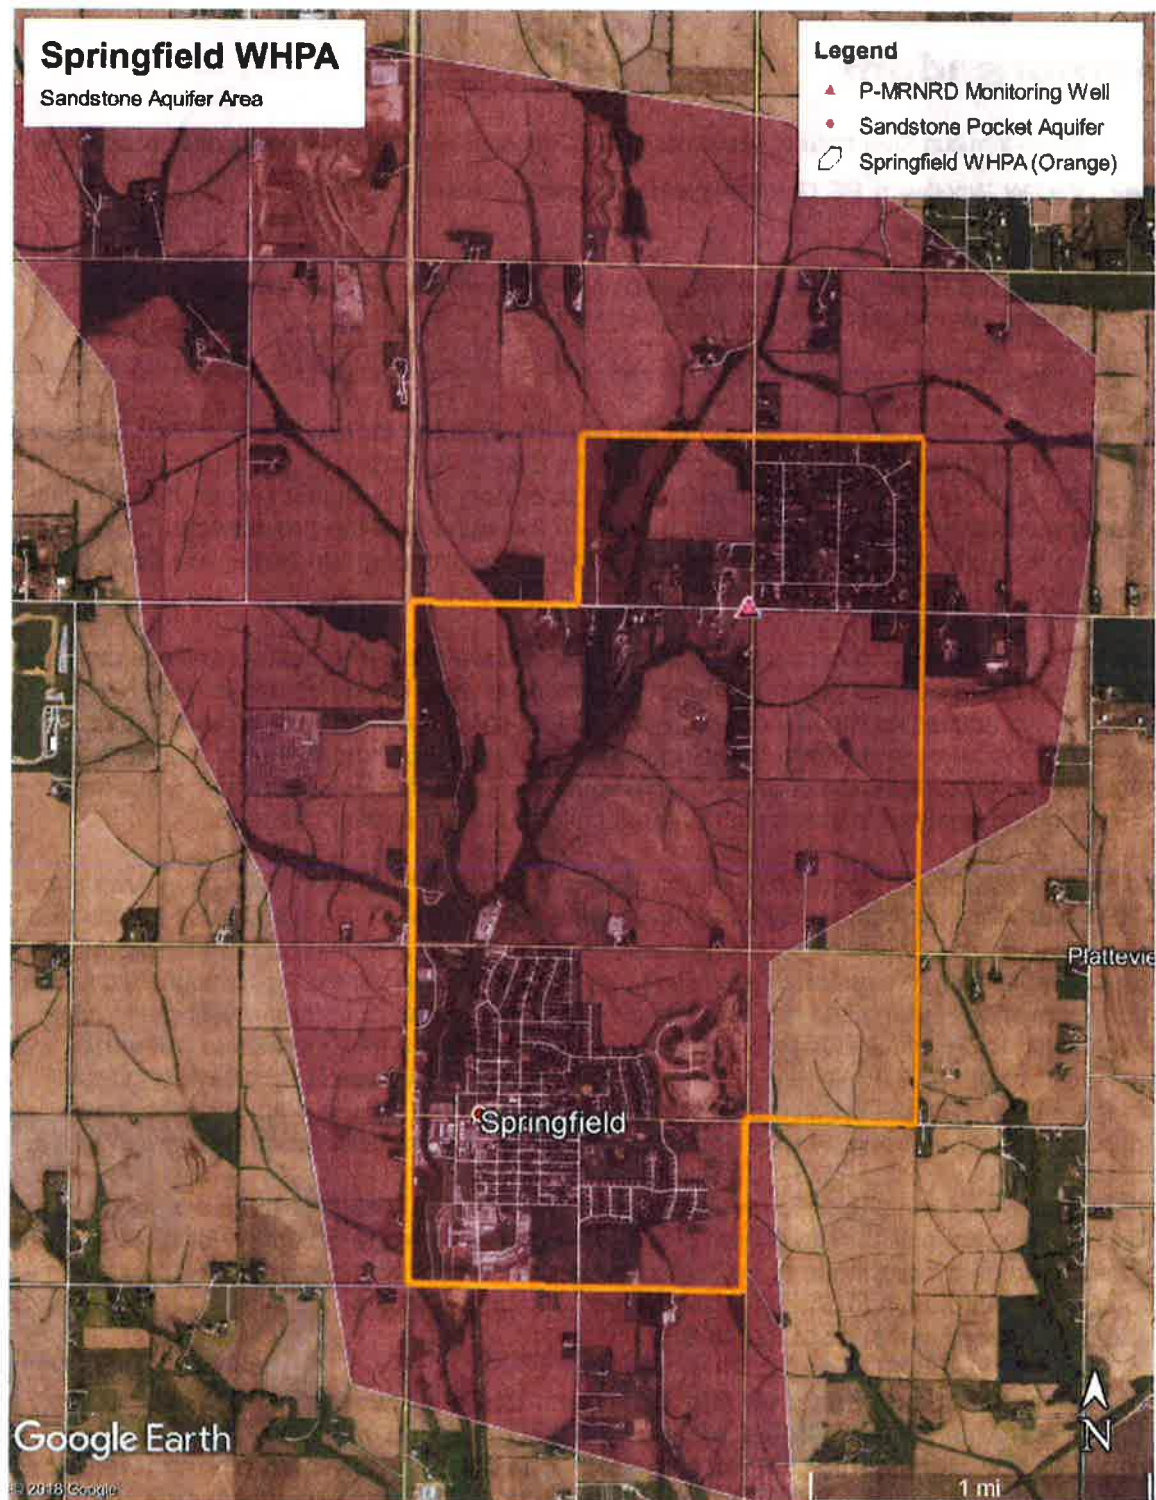 Springfield WHPA
Sandstone Aquifer Area
Legend
P-MRNRD Monitoring Well
Sandstone Pocket Aquifer
Springfield WHPA (Orange)
Plattevie
Springfield
N
Google Earth
© 2018 Google
1 mi